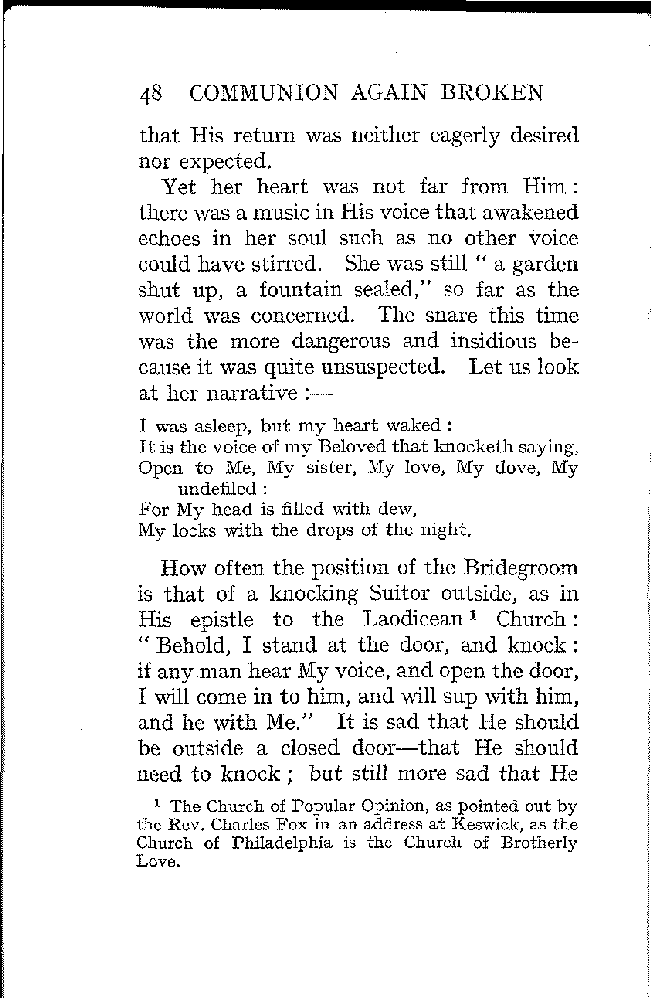 48 COMMUNION AGAIN BROKEN
that His return was neither eagerly desired
nor expected.
Yet her heart was not far from Him :
there was a music in His voice that awakened
echoes in her soul such as no other voice
could have stirred. She was still “ a garden
shut up, a fountain sealed,” so far as the
world was concerned. The snare this time
was the more dangerous and insidious be-
cause it was quite unsuspected. Let us look
at her narrative :—
I was asleep, but my heart waked :
It is the voice of my Beloved that knocketh saying,
Open to Me, My sister, My love, My dove, My
undefiled :
For My head is filled with dew,
My locks with the drops of the night.
How often the position of the Bridegroom
is that of a knocking Suitor outside, as in
His epistle to the Laodicean ¹ Church :
“ Behold, I stand at the door, and knock :
if any man hear My voice, and open the door,
I will come in to him, and will sup with him,
and he with Me.” It is sad that He should
be outside a closed door—that He should
need to knock ; but still more sad that He
¹ The Church of Popular Opinion, as pointed out by
the Rev. Charles Fox in an address at Keswick, as the
Church of Philadelphia is the Church of Brotherly
Love.